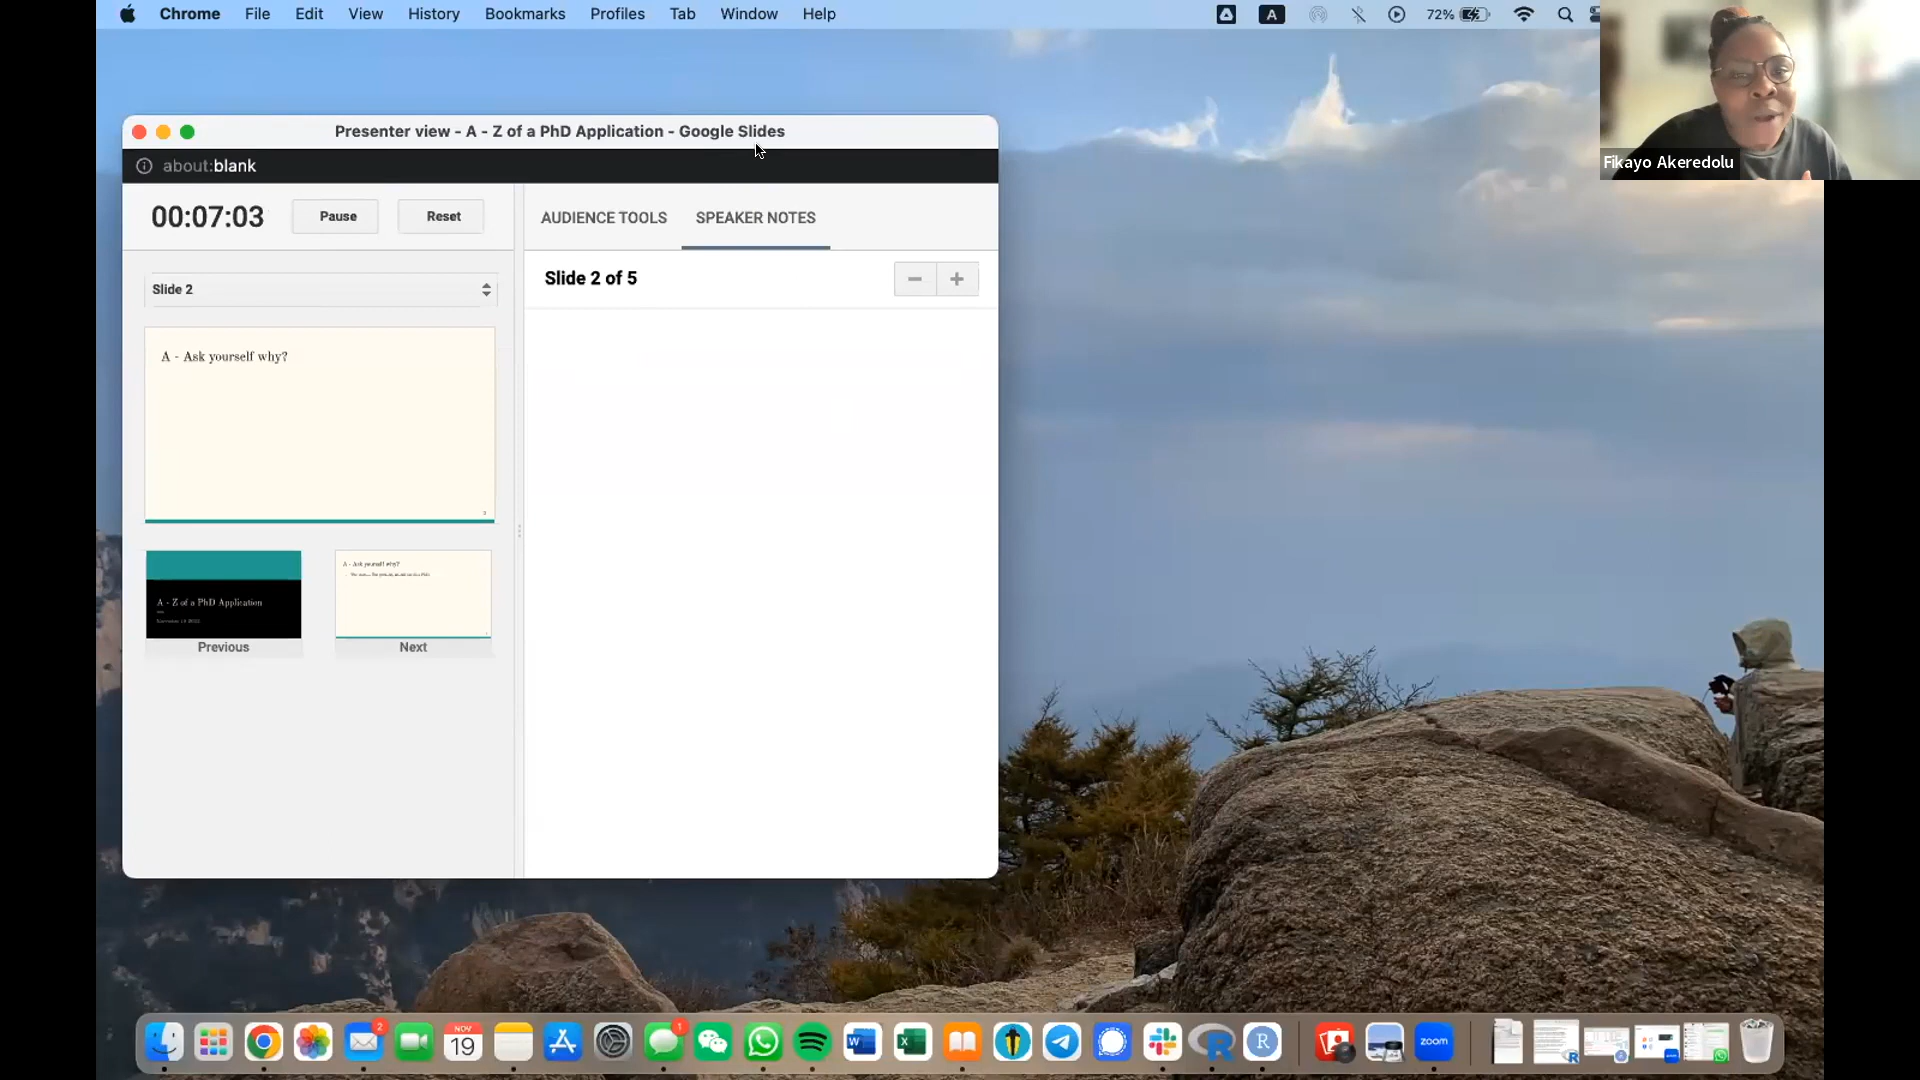 Chrome File Edit View History Bookmarks Profiles Tab Window Help
A 72%
Fikayo Akeredolu
Presenter view - A - Z of a PhD Application - Google Slides
about:blank
00:07:03 Pause Reset
AUDIENCE TOOLS SPEAKER NOTES
Slide 2 of 5
Slide 2
A - Ask yourself why?
A - Z of a PhD Application
Previous
A - Ask yourself why?
Next
2
NOV
19
1
W
X
R
R
zoom